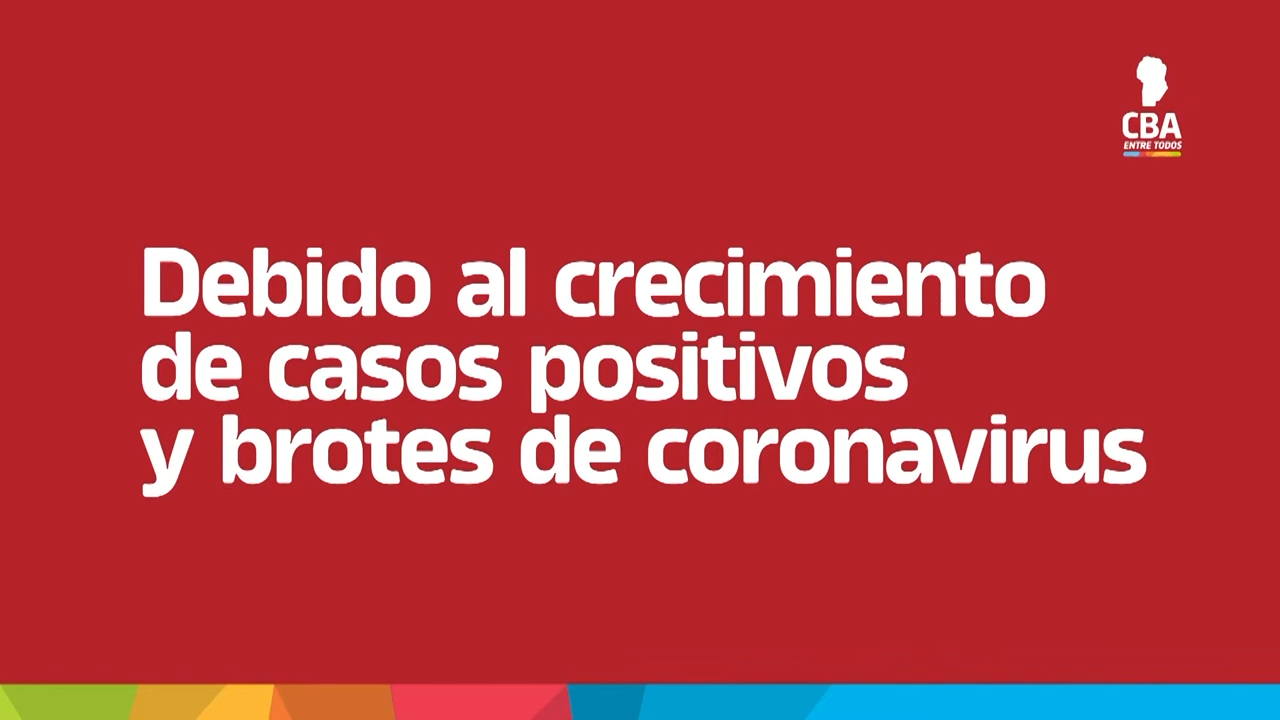 CBA
ENTRE TODOS
Debido al crecimiento
de casos positivos
y brotes de coronavirus